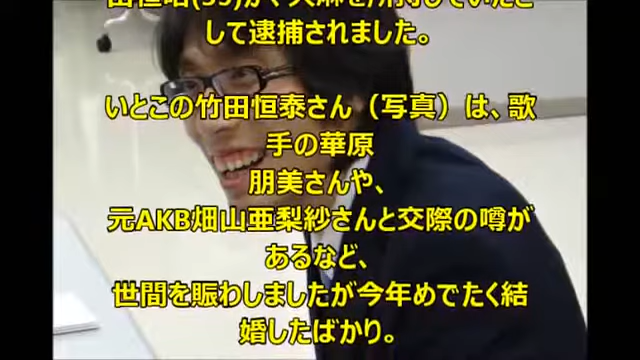 して逮捕されました。
いとこの竹田恒泰さん（写真）は、歌
手の華原
朋美さんや、
元AKB畑山亜梨紗さんと交際の噂が
あるなど、
世間を賑わしましたが今年めでたく結
婚したばかり。